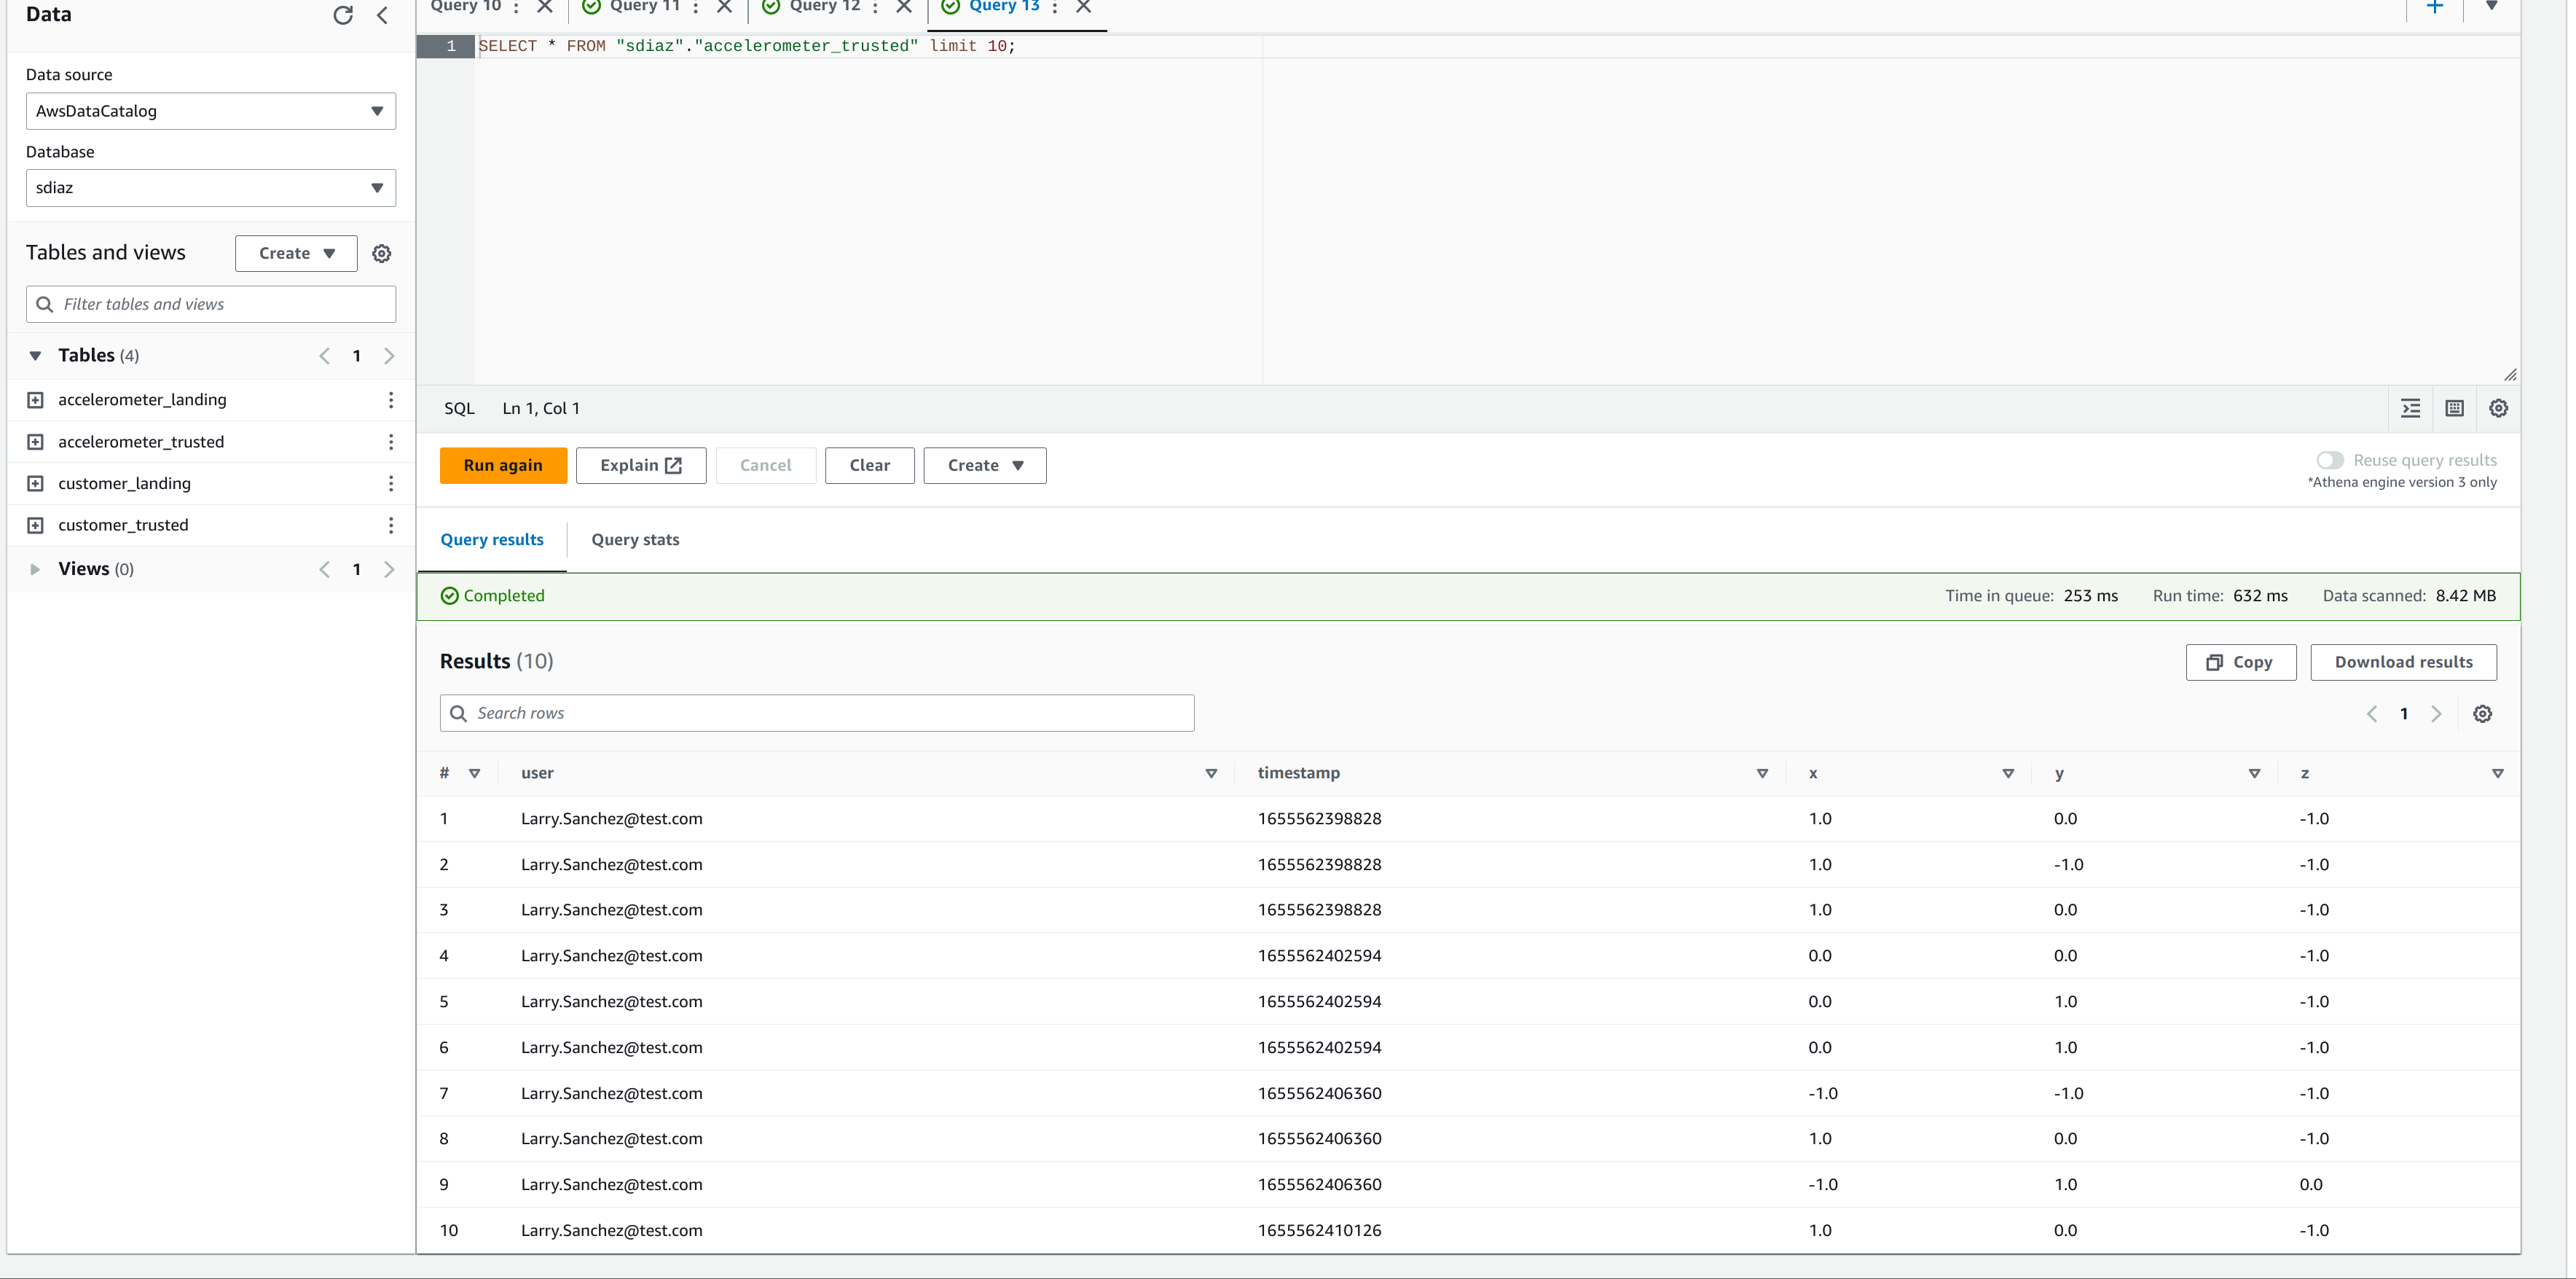 Data
Query 10
Query 11
Query 12
Query 13
Data source
AwsDataCatalog
Database
sdiaz
Tables and views
Create
Filter tables and views
Tables (4)
1
accelerometer_landing
accelerometer_trusted
customer_landing
customer_trusted
Views (0)
1
1 SELECT * FROM "sdiaz"."accelerometer_trusted" limit 10;
SQL Ln 1, Col 1
Run again Explain Cancel Clear Create
Reuse query results
*Athena engine version 3 only
Query results Query stats
Completed Time in queue: 253 ms Run time: 632 ms Data scanned: 8.42 MB
Results (10) Copy Download results
Search rows 1
# user timestamp x y z
1 Larry.Sanchez@test.com 1655562398828 1.0 0.0 -1.0
2 Larry.Sanchez@test.com 1655562398828 1.0 -1.0 -1.0
3 Larry.Sanchez@test.com 1655562398828 1.0 0.0 -1.0
4 Larry.Sanchez@test.com 1655562402594 0.0 0.0 -1.0
5 Larry.Sanchez@test.com 1655562402594 0.0 1.0 -1.0
6 Larry.Sanchez@test.com 1655562402594 0.0 1.0 -1.0
7 Larry.Sanchez@test.com 1655562406360 -1.0 -1.0 -1.0
8 Larry.Sanchez@test.com 1655562406360 1.0 0.0 -1.0
9 Larry.Sanchez@test.com 1655562406360 -1.0 1.0 0.0
10 Larry.Sanchez@test.com 1655562410126 1.0 0.0 -1.0